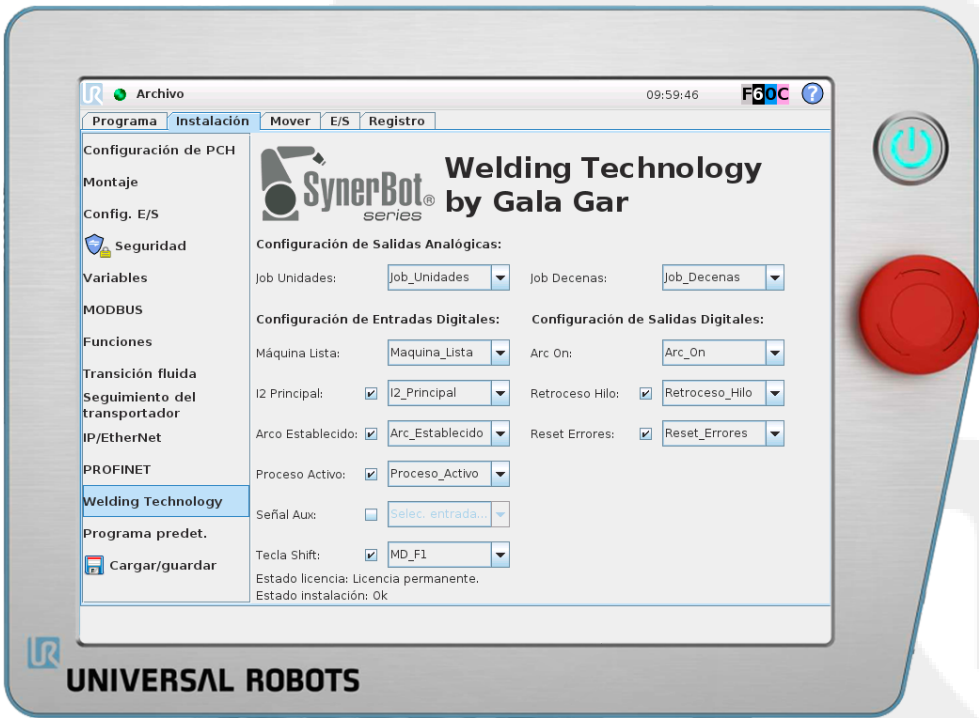 UR Archivo 09:59:46 F60C ?
Programa Instalación Mover E/S Registro
Configuración de PCH
Montaje
Config. E/S
Seguridad
Variables
MODBUS
Funciones
Transición fluida
Seguimiento del
transportador
IP/EtherNet
PROFINET
Welding Technology
Programa predet.
Cargar/guardar
SynerBot®
series
Welding Technology
by Gala Gar
Configuración de Salidas Analógicas:
Job Unidades: Job_Unidades Job Decenas: Job_Decenas
Configuración de Entradas Digitales: Configuración de Salidas Digitales:
Máquina Lista: Maquina_Lista Arc On: Arc_On
I2 Principal: I2_Principal Retroceso Hilo: Retroceso_Hilo
Arco Establecido: Arc_Establecido Reset Errores: Reset_Errores
Proceso Activo: Proceso_Activo
Señal Aux: Selec. entrada...
Tecla Shift: MD_F1
Estado licencia: Licencia permanente.
Estado instalación: Ok
UR
UNIVERSAL ROBOTS